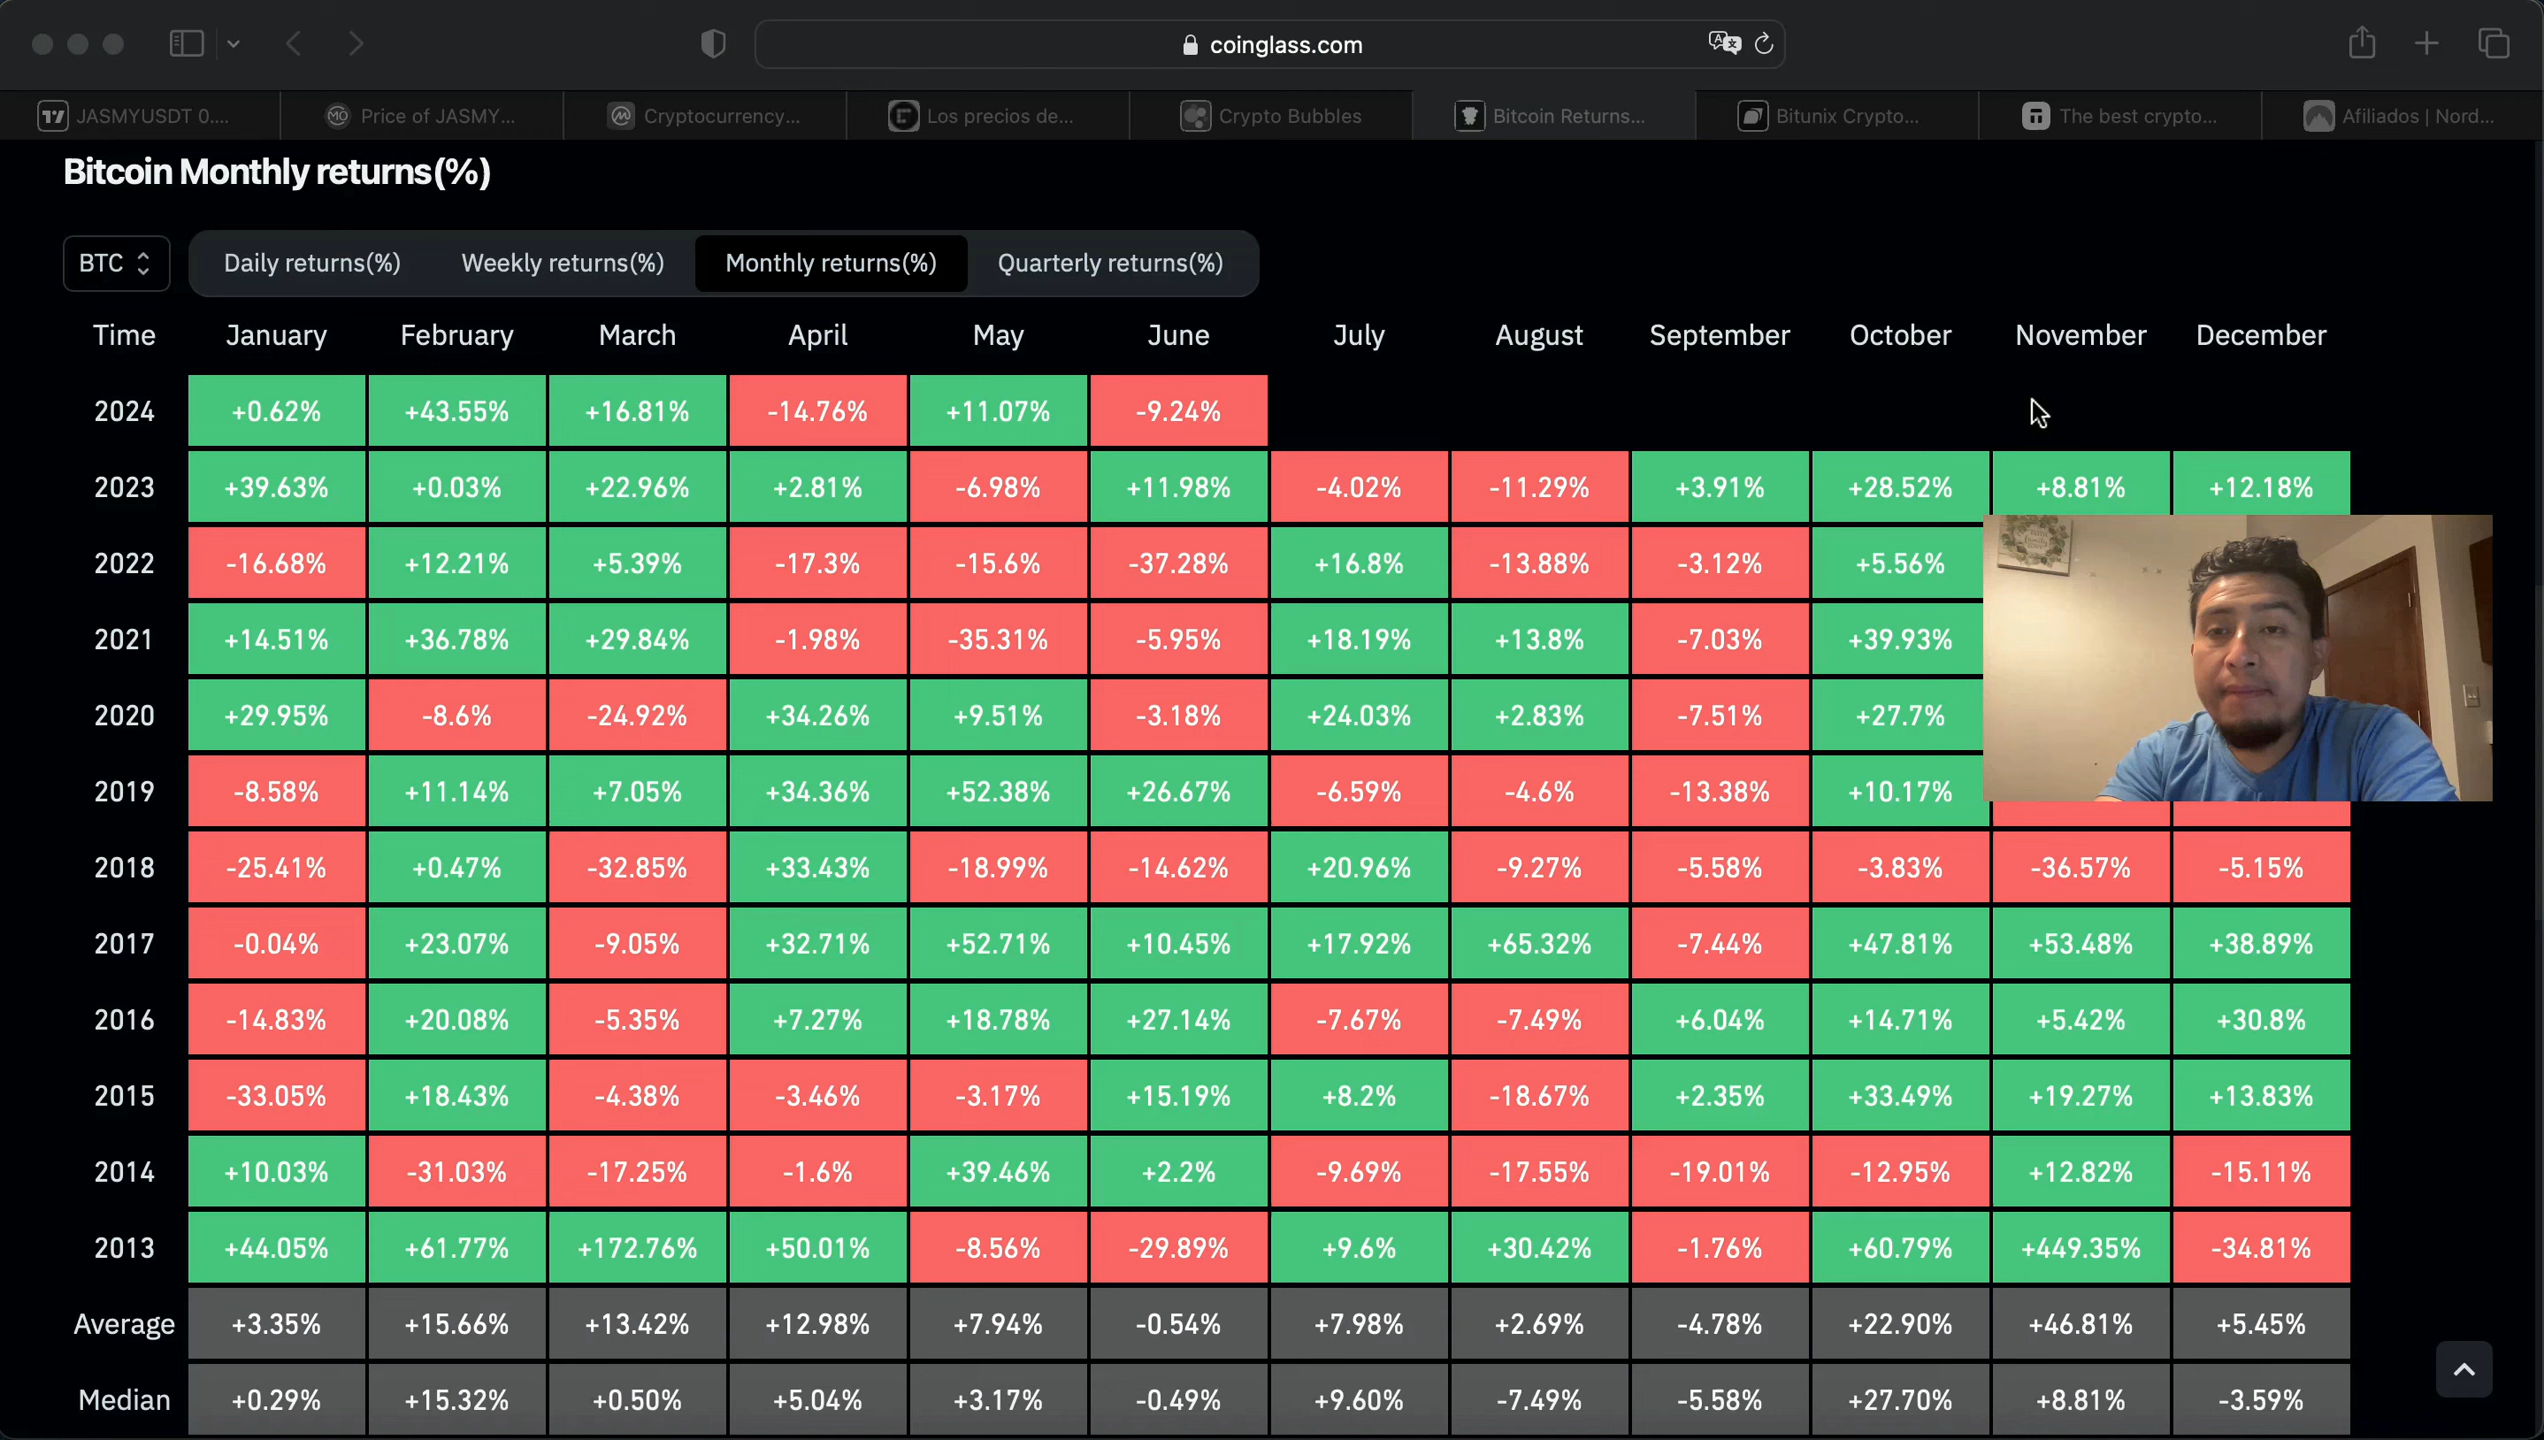 coinglass.com
JASMYUSDT 0....
Price of JASMY...
Cryptocurrency...
Los precios de...
Crypto Bubbles
Bitcoin Returns...
Bitunix Crypto...
The best crypto...
Afiliados | Nord...
Bitcoin Monthly returns(%)
BTC Daily returns(%) Weekly returns(%) Monthly returns(%) Quarterly returns(%)
Time January February March April May June July August September October November December
2024 +0.62% +43.55% +16.81% -14.76% +11.07% -9.24%
2023 +39.63% +0.03% +22.96% +2.81% -6.98% +11.98% -4.02% -11.29% +3.91% +28.52% +8.81% +12.18%
2022 -16.68% +12.21% +5.39% -17.3% -15.6% -37.28% +16.8% -13.88% -3.12% +5.56%
2021 +14.51% +36.78% +29.84% -1.98% -35.31% -5.95% +18.19% +13.8% -7.03% +39.93%
2020 +29.95% -8.6% -24.92% +34.26% +9.51% -3.18% +24.03% +2.83% -7.51% +27.7%
2019 -8.58% +11.14% +7.05% +34.36% +52.38% +26.67% -6.59% -4.6% -13.38% +10.17%
2018 -25.41% +0.47% -32.85% +33.43% -18.99% -14.62% +20.96% -9.27% -5.58% -3.83% -36.57% -5.15%
2017 -0.04% +23.07% -9.05% +32.71% +52.71% +10.45% +17.92% +65.32% -7.44% +47.81% +53.48% +38.89%
2016 -14.83% +20.08% -5.35% +7.27% +18.78% +27.14% -7.67% -7.49% +6.04% +14.71% +5.42% +30.8%
2015 -33.05% +18.43% -4.38% -3.46% -3.17% +15.19% +8.2% -18.67% +2.35% +33.49% +19.27% +13.83%
2014 +10.03% -31.03% -17.25% -1.6% +39.46% +2.2% -9.69% -17.55% -19.01% -12.95% +12.82% -15.11%
2013 +44.05% +61.77% +172.76% +50.01% -8.56% -29.89% +9.6% +30.42% -1.76% +60.79% +449.35% -34.81%
Average +3.35% +15.66% +13.42% +12.98% +7.94% -0.54% +7.98% +2.69% -4.78% +22.90% +46.81% +5.45%
Median +0.29% +15.32% +0.50% +5.04% +3.17% -0.49% +9.60% -7.49% -5.58% +27.70% +8.81% -3.59%